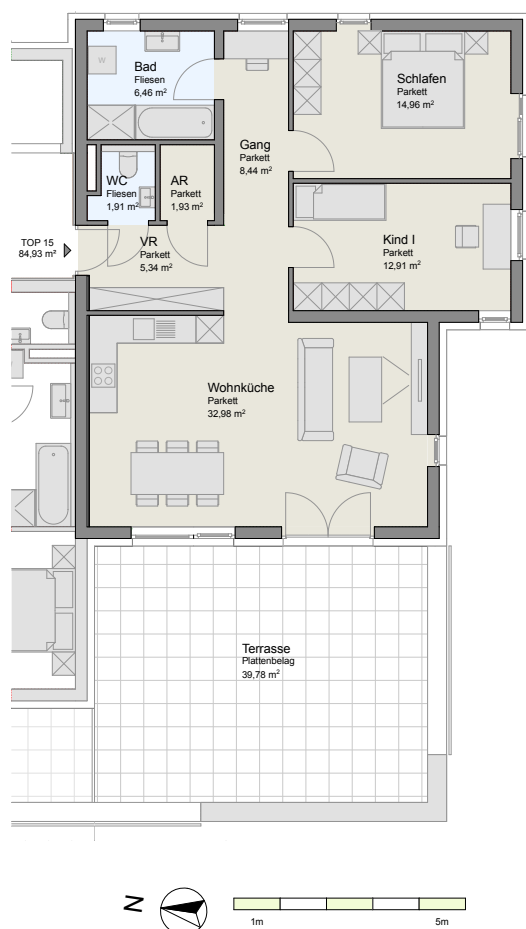 Bad
Fliesen
6,46 m²
W
Schlafen
Parkett
14,96 m²
Gang
Parkett
8,44 m²
WC
Fliesen
1,91 m²
AR
Parkett
1,93 m²
TOP 15
84,93 m²
VR
Parkett
5,34 m²
Kind I
Parkett
12,91 m²
Wohnküche
Parkett
32,98 m²
Terrasse
Plattenbelag
39,78 m²
N
1m
5m